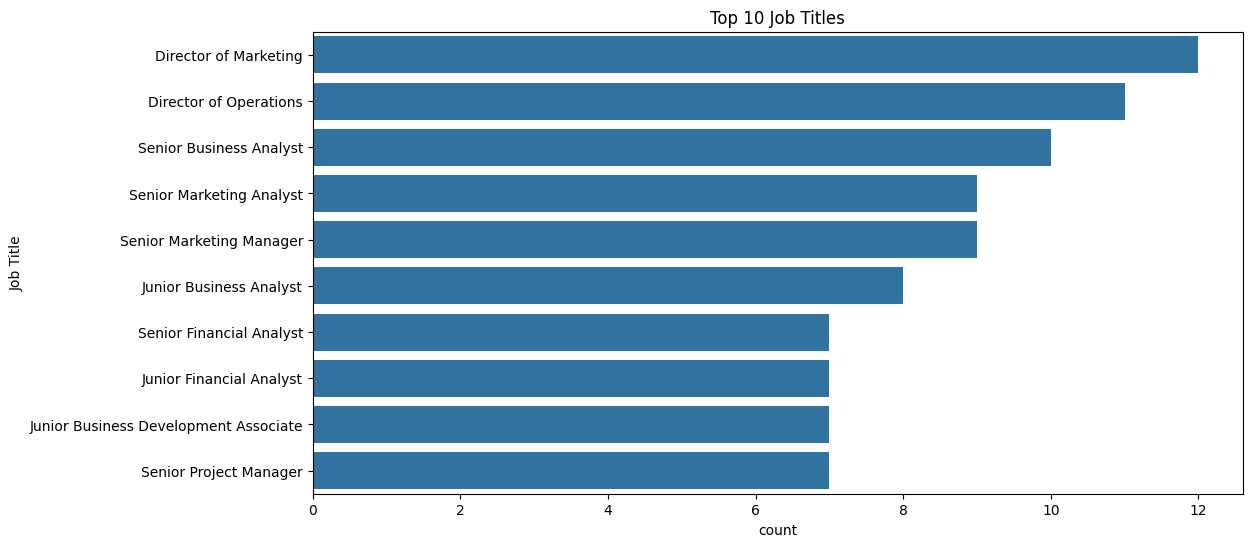 Top 10 Job Titles
Job Title
Director of Marketing
Director of Operations
Senior Business Analyst
Senior Marketing Analyst
Senior Marketing Manager
Junior Business Analyst
Senior Financial Analyst
Junior Financial Analyst
Junior Business Development Associate
Senior Project Manager
0 2 4 6 8 10 12
count